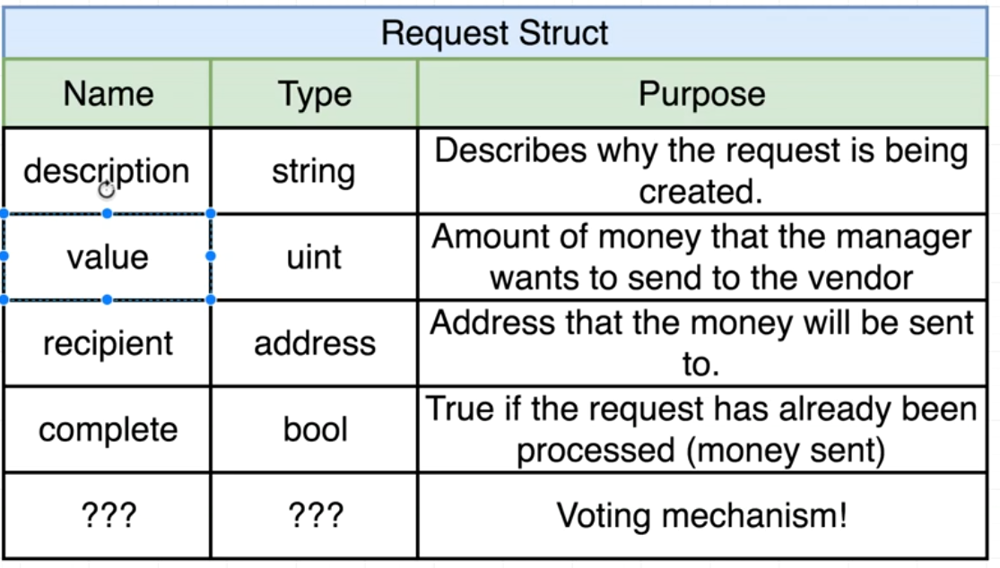 Request Struct
Name Type Purpose
description string Describes why the request is being
created.
value uint Amount of money that the manager
wants to send to the vendor
recipient address Address that the money will be sent
to.
complete bool True if the request has already been
processed (money sent)
??? ??? Voting mechanism!